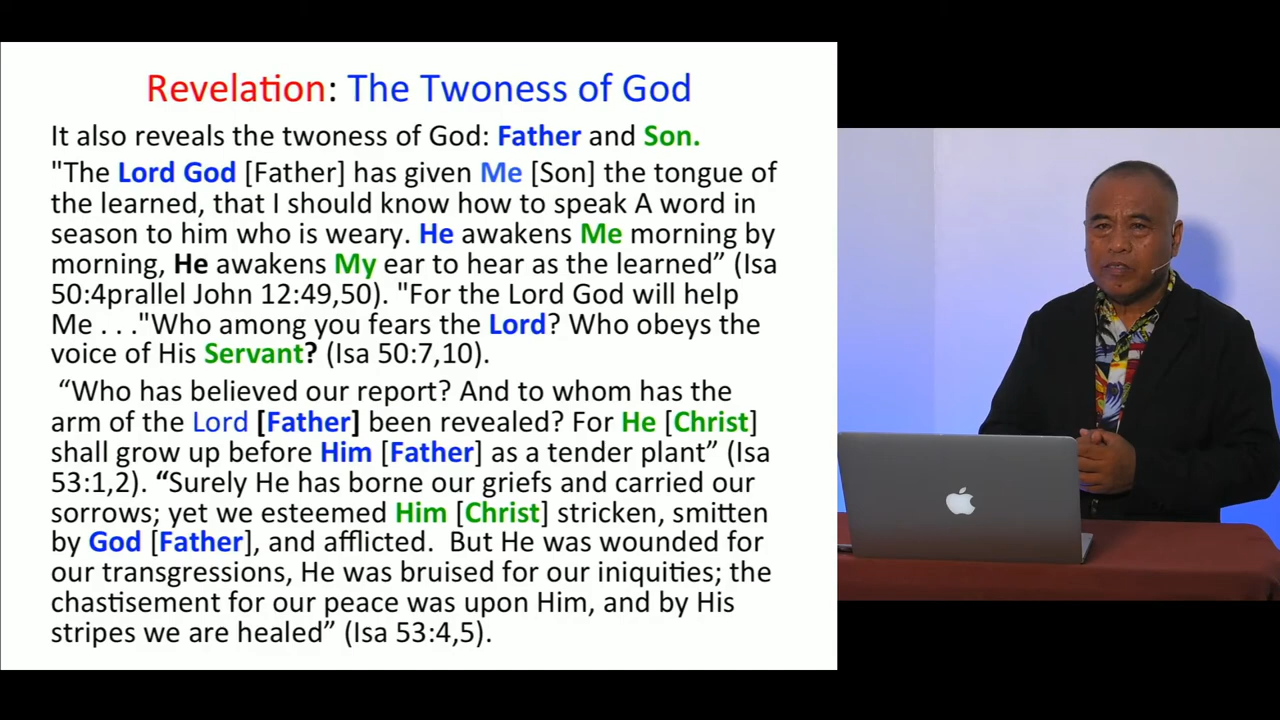 Revelation: The Twoness of God
It also reveals the twoness of God: Father and Son.
"The Lord God [Father] has given Me [Son] the tongue of
the learned, that I should know how to speak A word in
season to him who is weary. He awakens Me morning by
morning, He awakens My ear to hear as the learned” (Isa
50:4prallel John 12:49,50). "For the Lord God will help
Me . . ."Who among you fears the Lord? Who obeys the
voice of His Servant? (Isa 50:7,10).
“Who has believed our report? And to whom has the
arm of the Lord [Father] been revealed? For He [Christ]
shall grow up before Him [Father] as a tender plant” (Isa
53:1,2). “Surely He has borne our griefs and carried our
sorrows; yet we esteemed Him [Christ] stricken, smitten
by God [Father], and afflicted. But He was wounded for
our transgressions, He was bruised for our iniquities; the
chastisement for our peace was upon Him, and by His
stripes we are healed” (Isa 53:4,5).